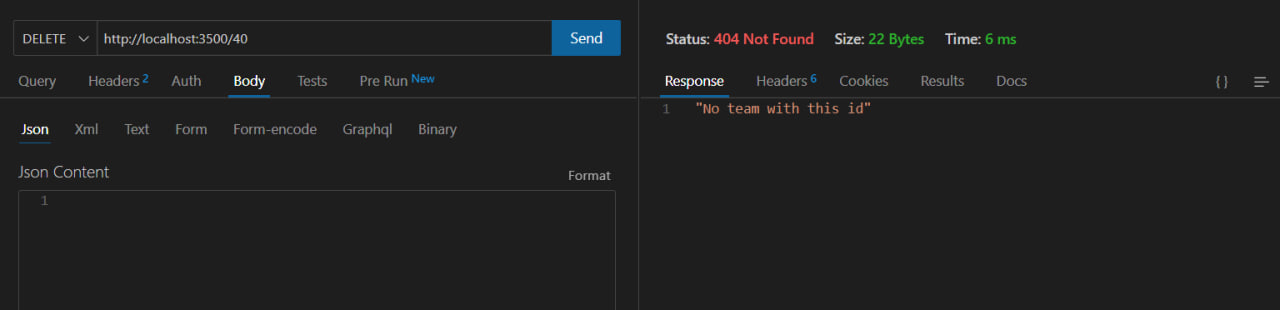 DELETE http://localhost:3500/40 Send
Query Headers 2 Auth Body Tests Pre Run New
Json Xml Text Form Form-encode Graphql Binary
Json Content Format
1
Status: 404 Not Found Size: 22 Bytes Time: 6 ms
Response Headers 6 Cookies Results Docs { }
1 "No team with this id"